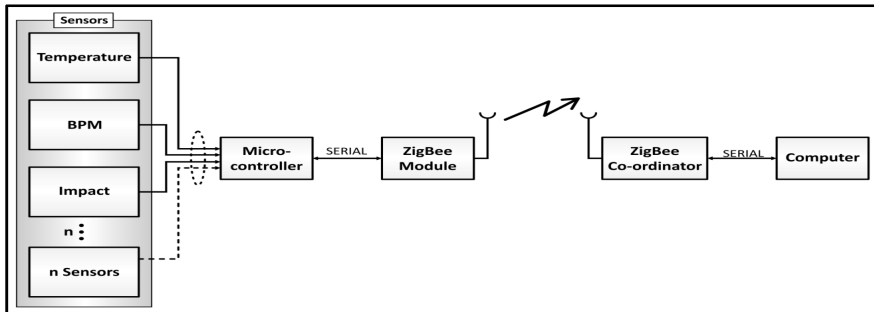 Sensors
Temperature
BPM
Impact
n
n Sensors
Micro-
controller
SERIAL
ZigBee
Module
ZigBee
Co-ordinator
SERIAL
Computer